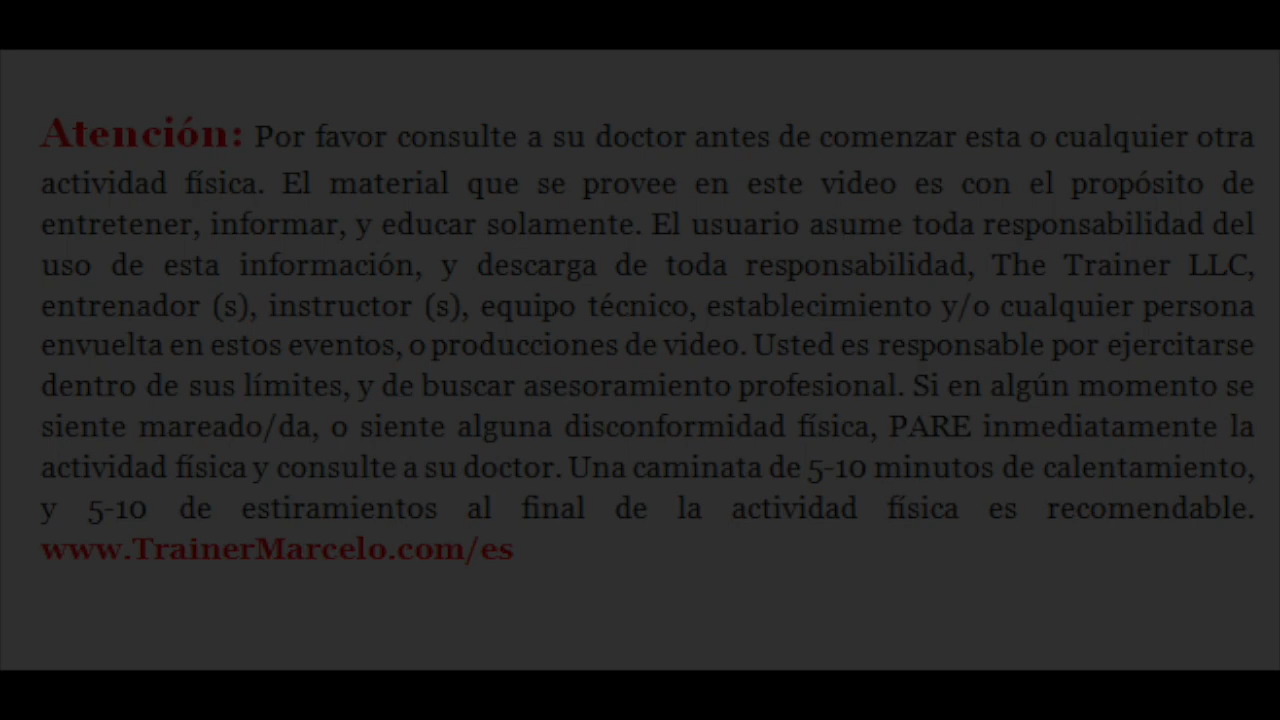 Atención: Por favor consulte a su doctor antes de comenzar esta o cualquier otra
actividad física. El material que se provee en este video es con el propósito de
entretener, informar, y educar solamente. El usuario asume toda responsabilidad del
uso de esta información, y descarga de toda responsabilidad, The Trainer LLC,
entrenador (s), instructor (s), equipo técnico, establecimiento y/o cualquier persona
envuelta en estos eventos, o producciones de video. Usted es responsable por ejercitarse
dentro de sus límites, y de buscar asesoramiento profesional. Si en algún momento se
siente mareado/da, o siente alguna disconformidad física, PARE inmediatamente la
actividad física y consulte a su doctor. Una caminata de 5-10 minutos de calentamiento,
y 5-10 de estiramientos al final de la actividad física es recomendable.
www.TrainerMarcelo.com/es